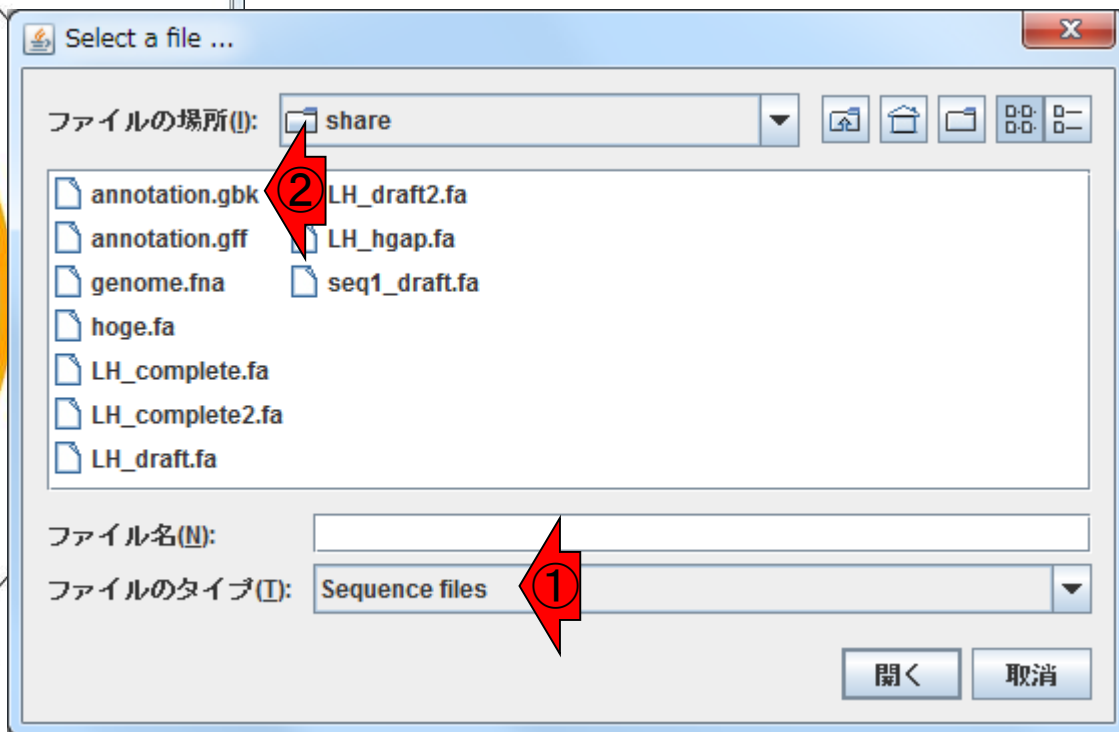 Select a file ...
ファイルの場所(I): share
annotation.gbk ② LH_draft2.fa
annotation.gff LH_hgap.fa
genome.fna seq1_draft.fa
hoge.fa
LH_complete.fa
LH_complete2.fa
LH_draft.fa
ファイル名(N):
ファイルのタイプ(T): Sequence files ①
開く 取消